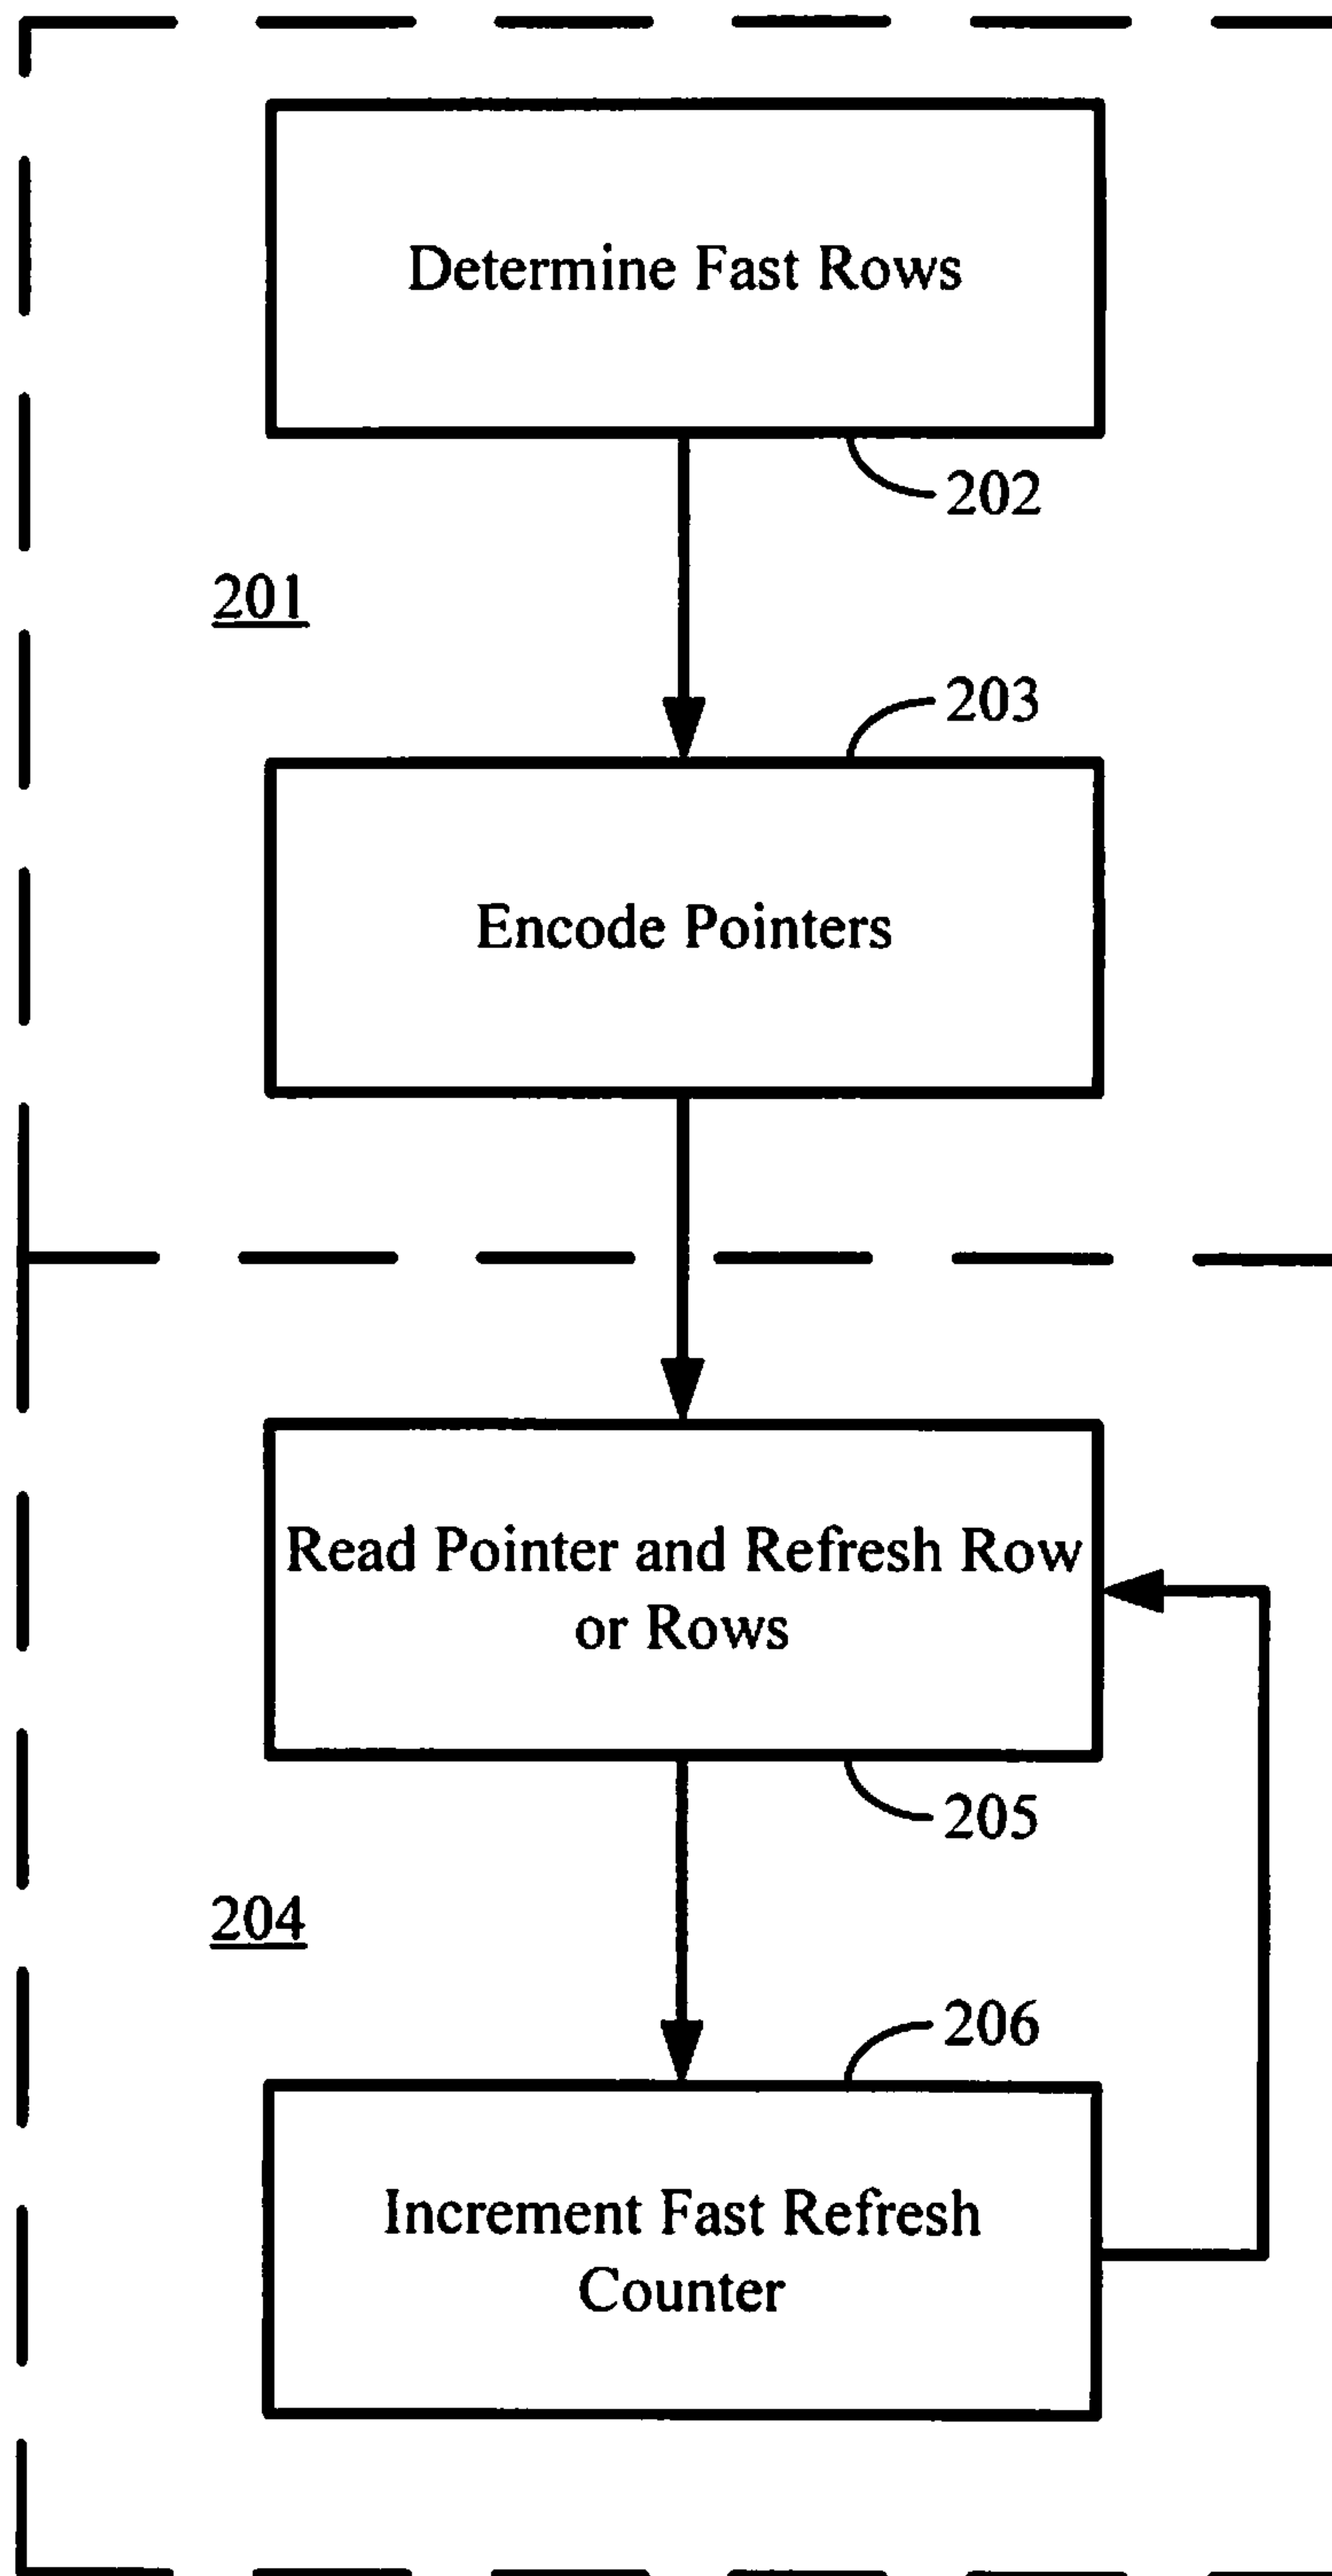 Determine Fast Rows
202
201
203
Encode Pointers
Read Pointer and Refresh Row
or Rows
205
204
206
Increment Fast Refresh
Counter